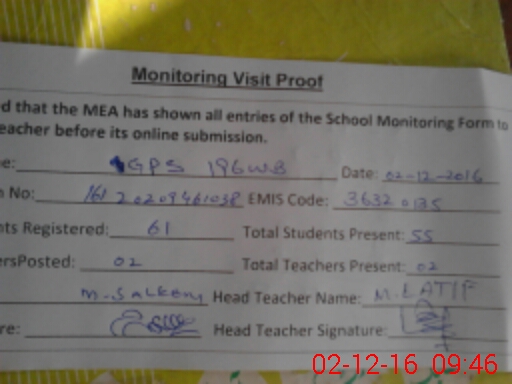 Monitoring Visit Proof
d that the MEA has shown all entries of the School Monitoring Form to
eacher before its online submission.
e: GPS 196WB Date: 02-12-2016
No: 161 20209461038 EMIS Code: 36320135
nts Registered: 61 Total Students Present: 55
ersPosted: 02 Total Teachers Present: 02
Head Teacher Name: M. LATIF
re: Head Teacher Signature:
02-12-16 09:46